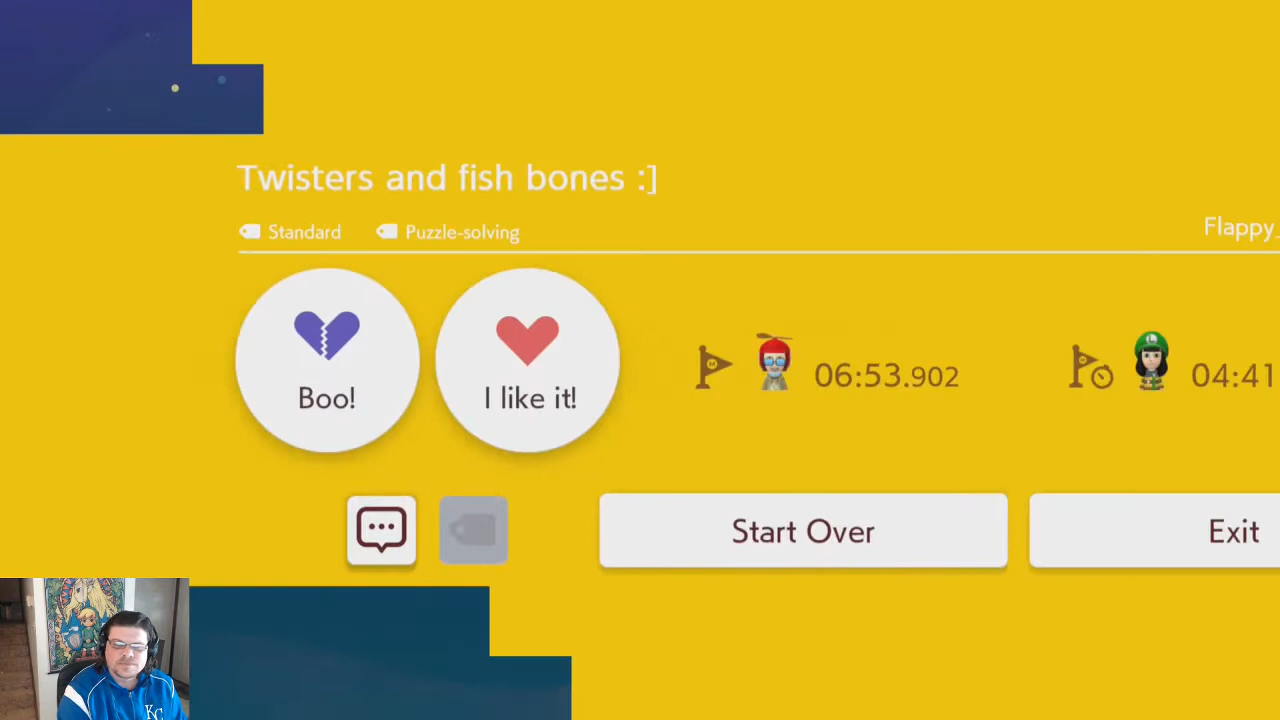 Twisters and fish bones :]
Standard
Puzzle-solving
Flappy_
Boo!
I like it!
06:53.902
04:41
Start Over
Exit
KC